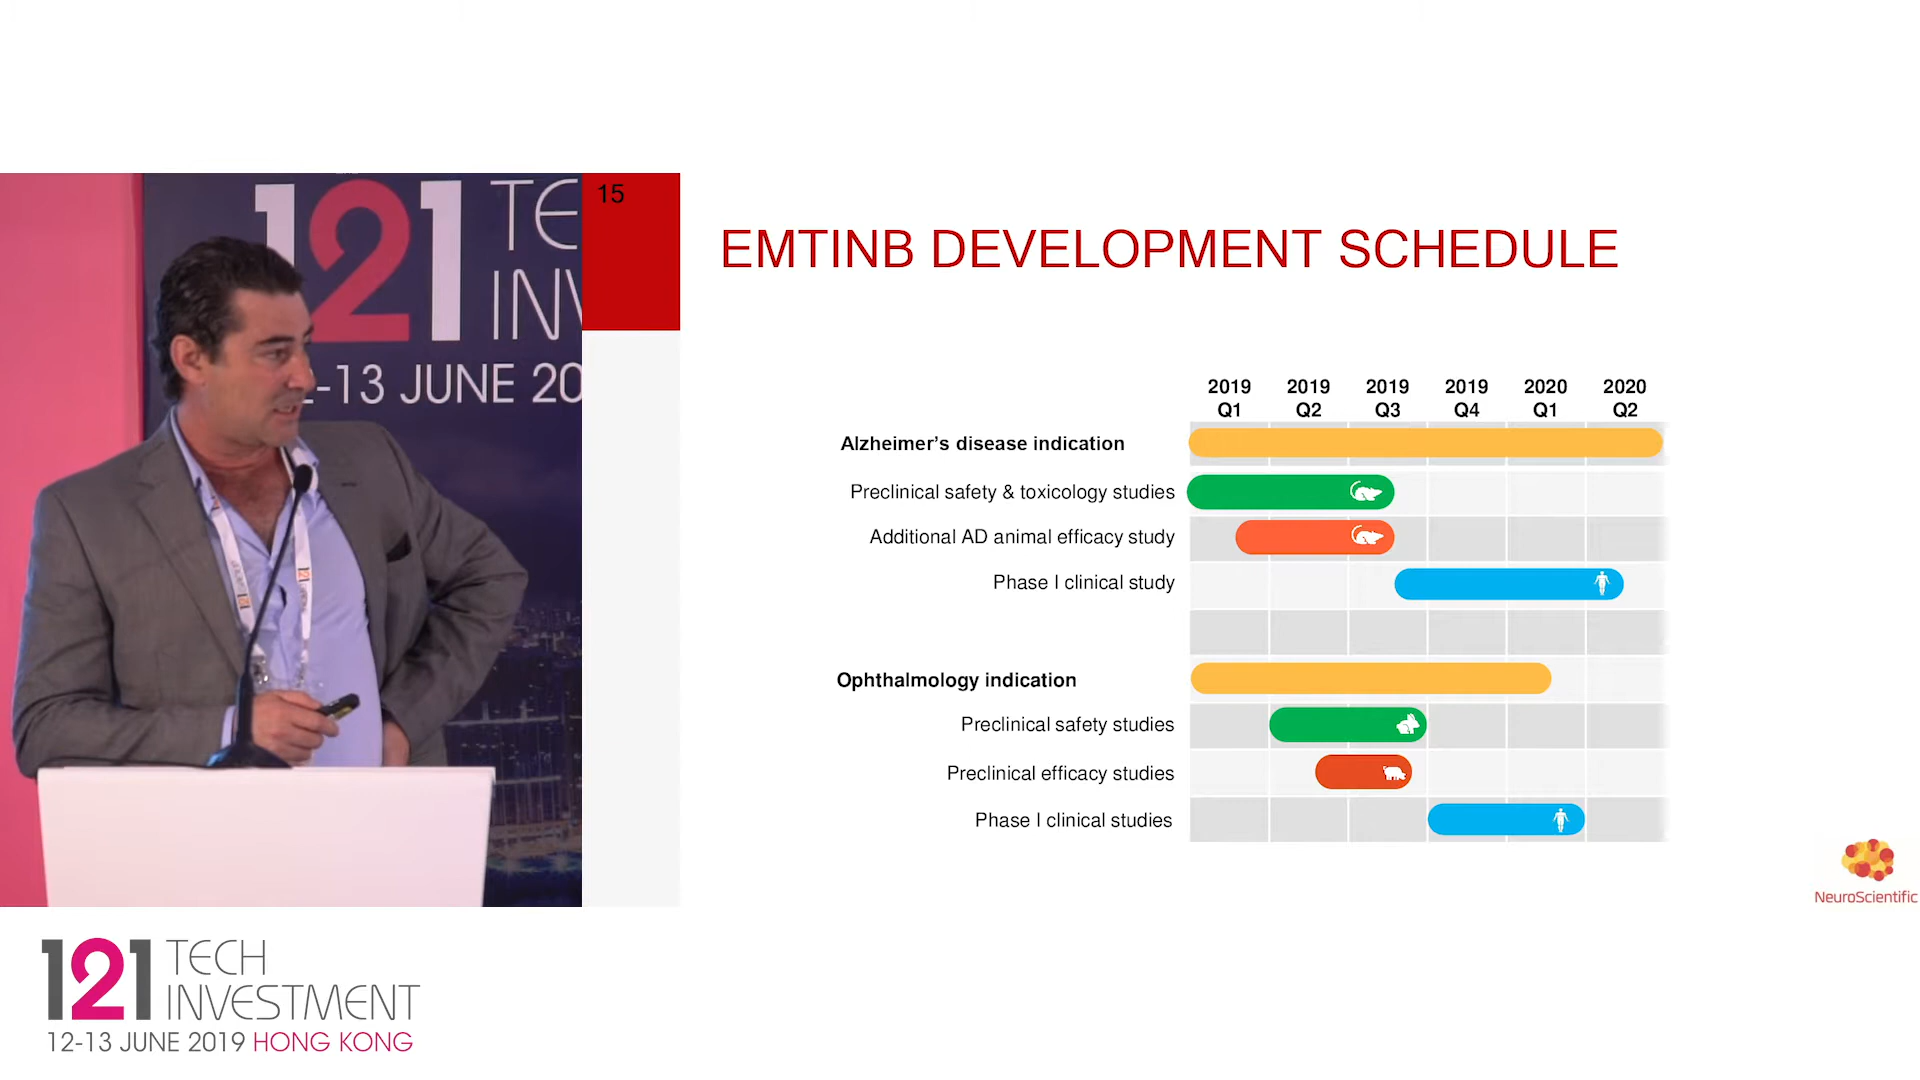 121 TE
INV
-13 JUNE 20
15
EMTINB DEVELOPMENT SCHEDULE
2019 2019 2019 2019 2020 2020
Q1 Q2 Q3 Q4 Q1 Q2
Alzheimer’s disease indication
Preclinical safety & toxicology studies
Additional AD animal efficacy study
Phase I clinical study
Ophthalmology indication
Preclinical safety studies
Preclinical efficacy studies
Phase I clinical studies
NeuroScientific
121 TECH
INVESTMENT
12-13 JUNE 2019 HONG KONG